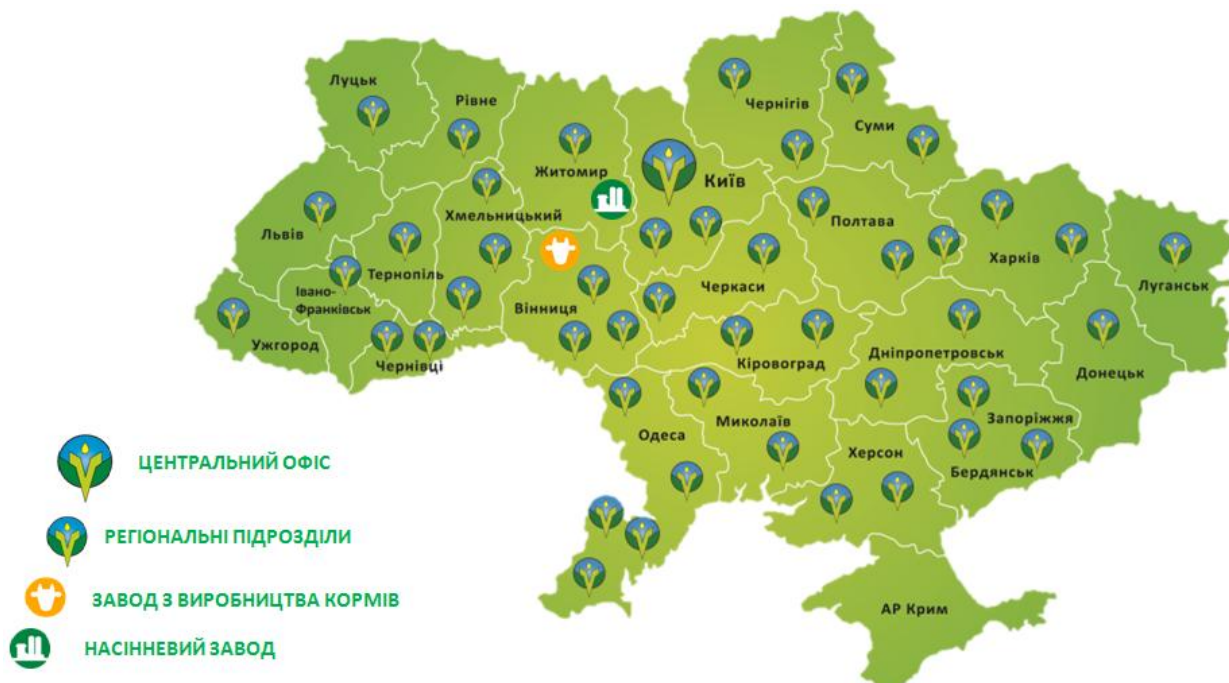 Луцьк
Рівне
Чернігів
Суми
Житомир
Київ
Хмельницький
Львів
Тернопіль
Полтава
Харків
Луганськ
Черкаси
Івано-
Франківськ
Вінниця
Ужгород
Чернівці
Кіровоград
Дніпропетровськ
Донецьк
Одеса
Миколаїв
Запоріжжя
Херсон
Бердянськ
АР Крим
ЦЕНТРАЛЬНИЙ ОФІС
РЕГІОНАЛЬНІ ПІДРОЗДІЛИ
ЗАВОД З ВИРОБНИЦТВА КОРМІВ
НАСІННЕВИЙ ЗАВОД